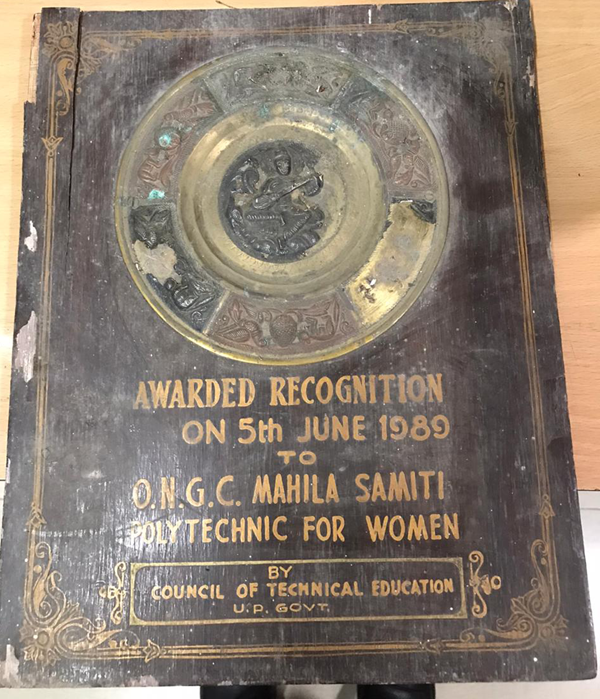 AWARDED RECOGNITION
ON 5th JUNE 1989
TO
O.N.G.C. MAHILA SAMITI
POLYTECHNIC FOR WOMEN
BY
COUNCIL OF TECHNICAL EDUCATION
U.P. GOVT.